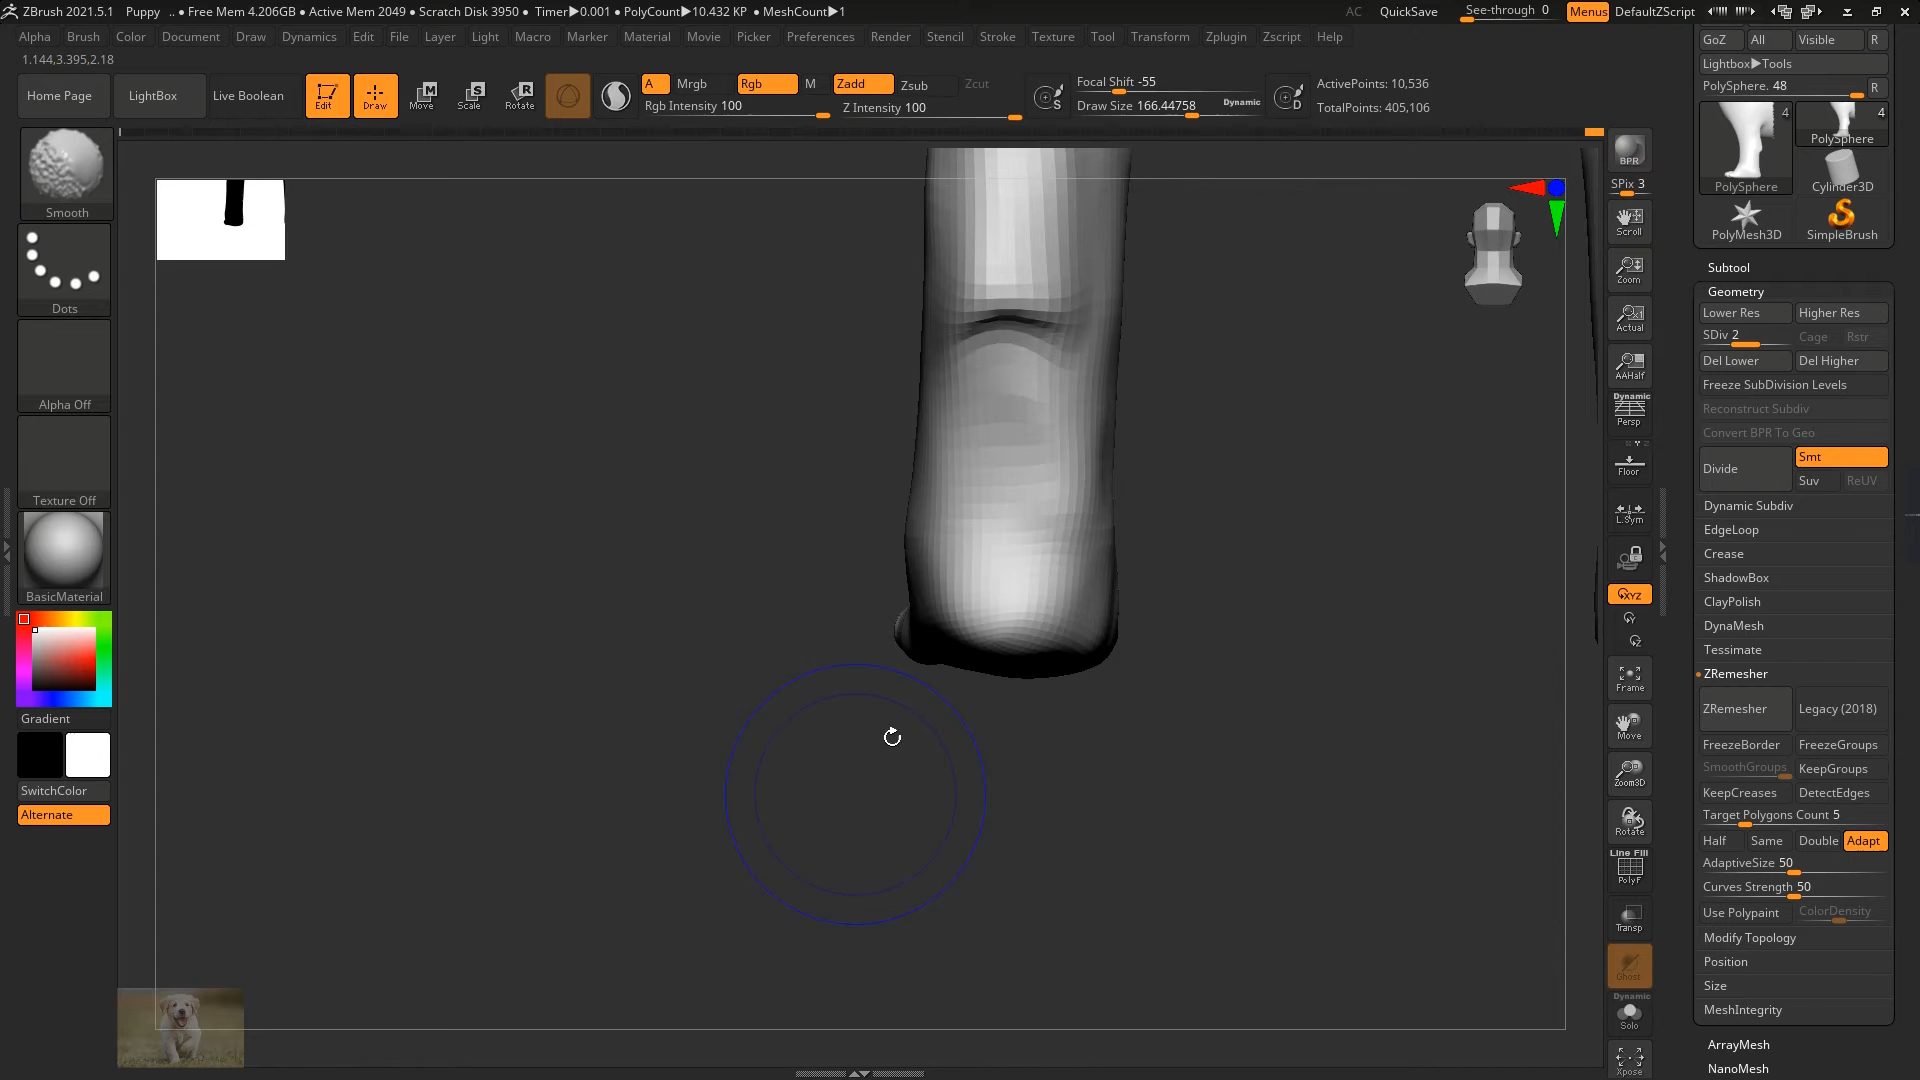 ZBrush 2021.5.1 Puppy .. • Free Mem 4.206GB • Active Mem 2049 • Scratch Disk 3950 • Timer▶0.001 • PolyCount▶10.432 KP • MeshCount▶1 AC QuickSave See-through 0 Menus DefaultZScript
Alpha Brush Color Document Draw Dynamics Edit File Layer Light Macro Marker Material Movie Picker Preferences Render Stencil Stroke Texture Tool Transform Zplugin Zscript Help
1.144,3.395,2.18
Home Page LightBox Live Boolean Edit Draw Move Scale Rotate
A Mrgb Rgb M Zadd Zsub Zcut
Rgb Intensity 100 Z Intensity 100
Focal Shift -55
Draw Size 166.44758 Dynamic
ActivePoints: 10,536
TotalPoints: 405,106
Smooth
Dots
Alpha Off
Texture Off
BasicMaterial
Gradient
SwitchColor
Alternate
BPR
SPix 3
Scroll
Zoom
Actual
AAHalf
Dynamic
Persp
Floor
L.Sym
XYZ
Frame
Move
Zoom3D
Rotate
Line Fill
PolyF
Transp
Ghost
Dynamic
Solo
Xpose
GoZ All Visible R
Lightbox▶Tools
PolySphere. 48 R
4 4
PolySphere
PolySphere Cylinder3D
PolyMesh3D SimpleBrush
Subtool
Geometry
Lower Res Higher Res
SDiv 2 Cage Rstr
Del Lower Del Higher
Freeze SubDivision Levels
Reconstruct Subdiv
Convert BPR To Geo
Divide Smt
Suv ReUV
Dynamic Subdiv
EdgeLoop
Crease
ShadowBox
ClayPolish
DynaMesh
Tessimate
ZRemesher
ZRemesher Legacy (2018)
FreezeBorder FreezeGroups
SmoothGroups KeepGroups
KeepCreases DetectEdges
Target Polygons Count 5
Half Same Double Adapt
AdaptiveSize 50
Curves Strength 50
Use Polypaint ColorDensity
Modify Topology
Position
Size
MeshIntegrity
ArrayMesh
NanoMesh